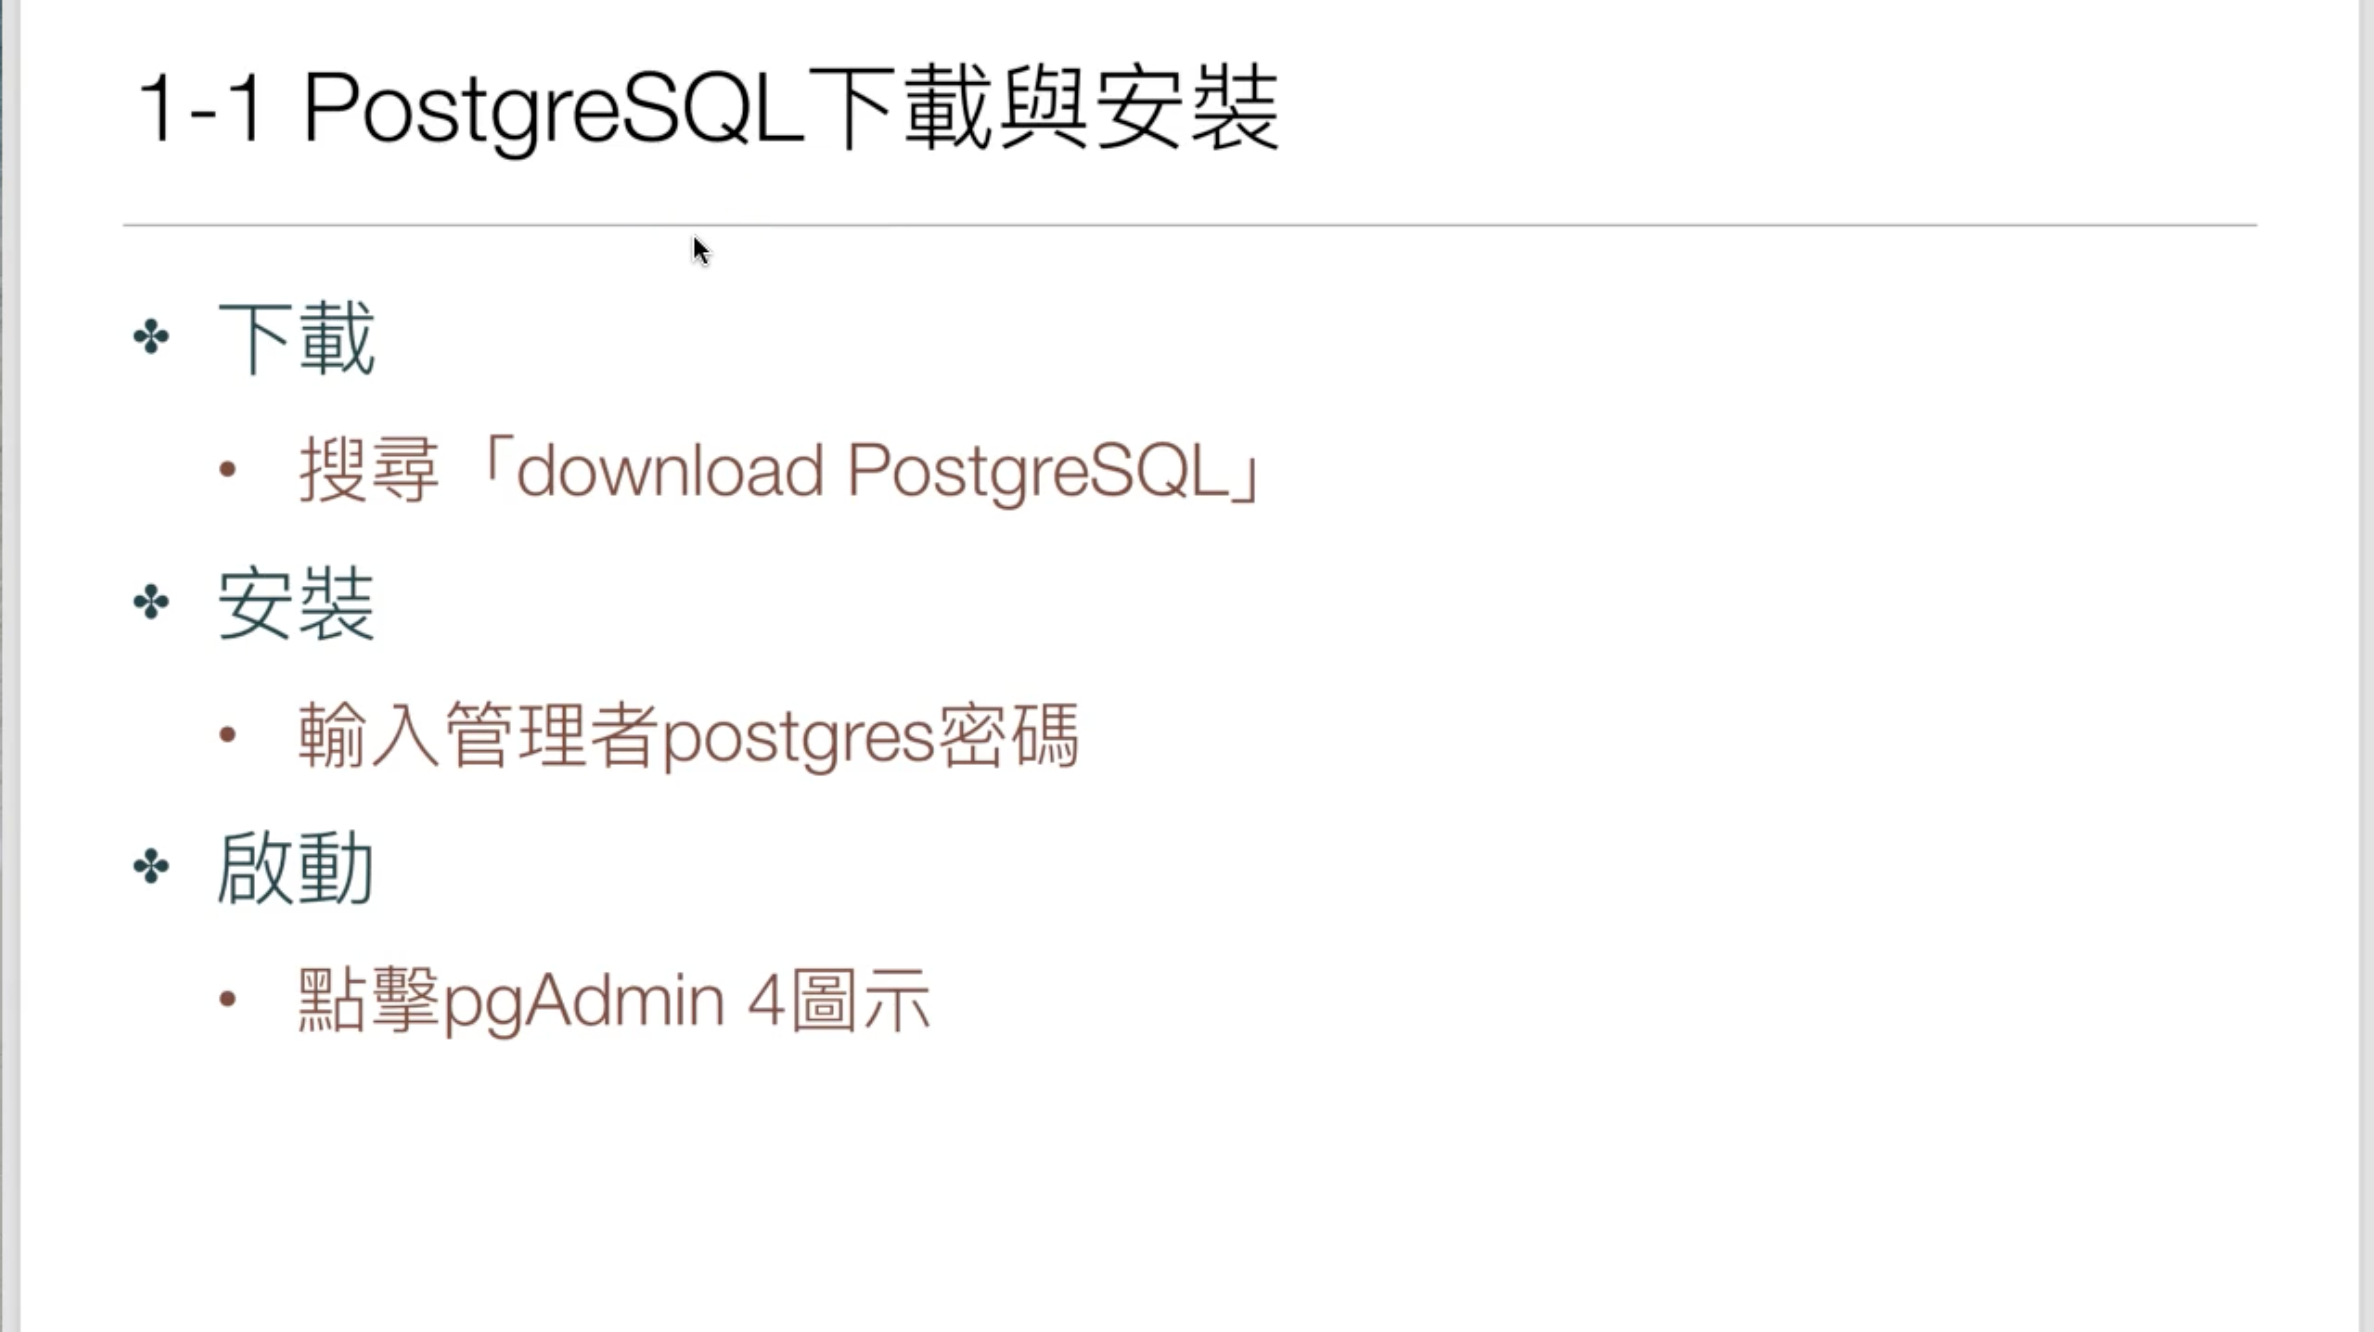 1-1 PostgreSQL下載與安裝
下載
搜尋「download PostgreSQL」
安裝
輸入管理者postgres密碼
啟動
點擊pgAdmin 4圖示